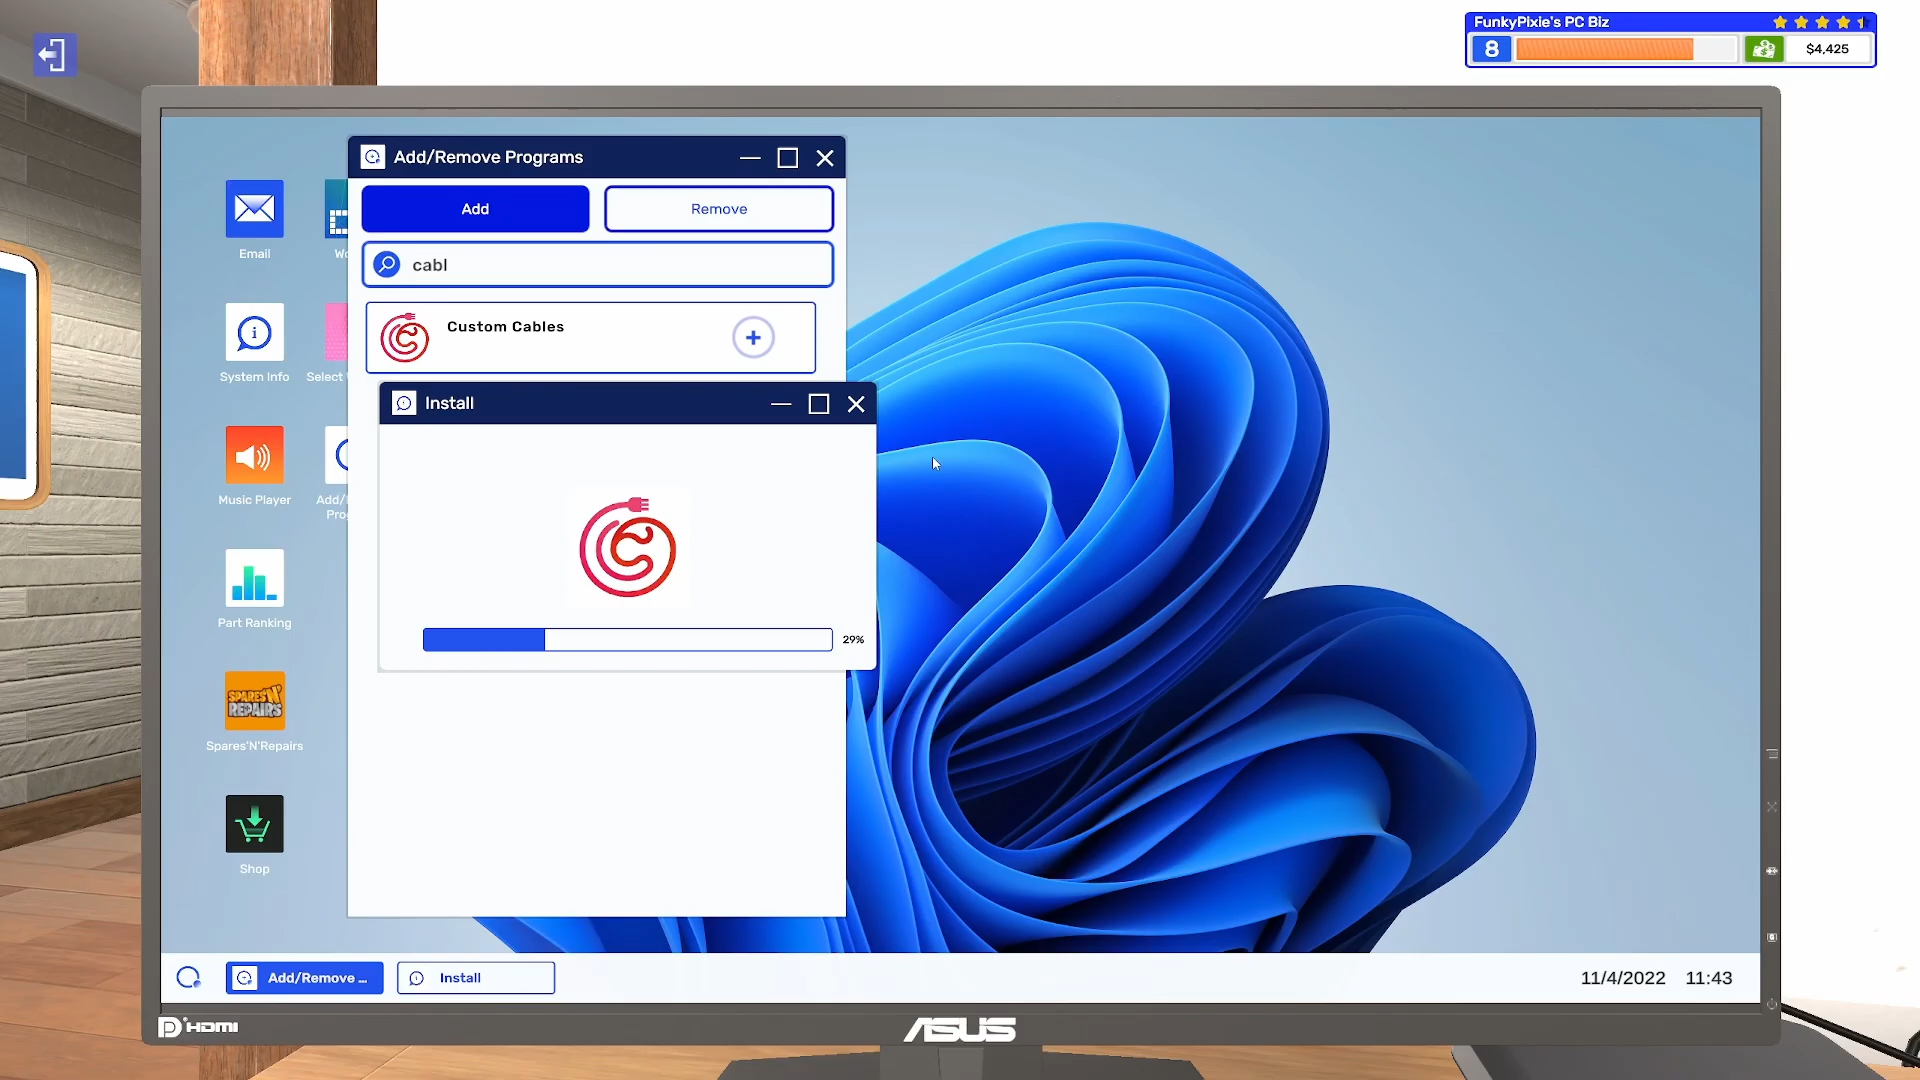 FunkyPixie's PC Biz
8
$4,425
Add/Remove Programs
Add
Remove
cabl
Custom Cables
Install
29%
Email
Wo
System Info
Select
Music Player
Add/
Prog
Part Ranking
SPARES'N'
REPAIRS
Spares'N'Repairs
Shop
Add/Remove ...
Install
11/4/2022 11:43
HDMI
ASUS